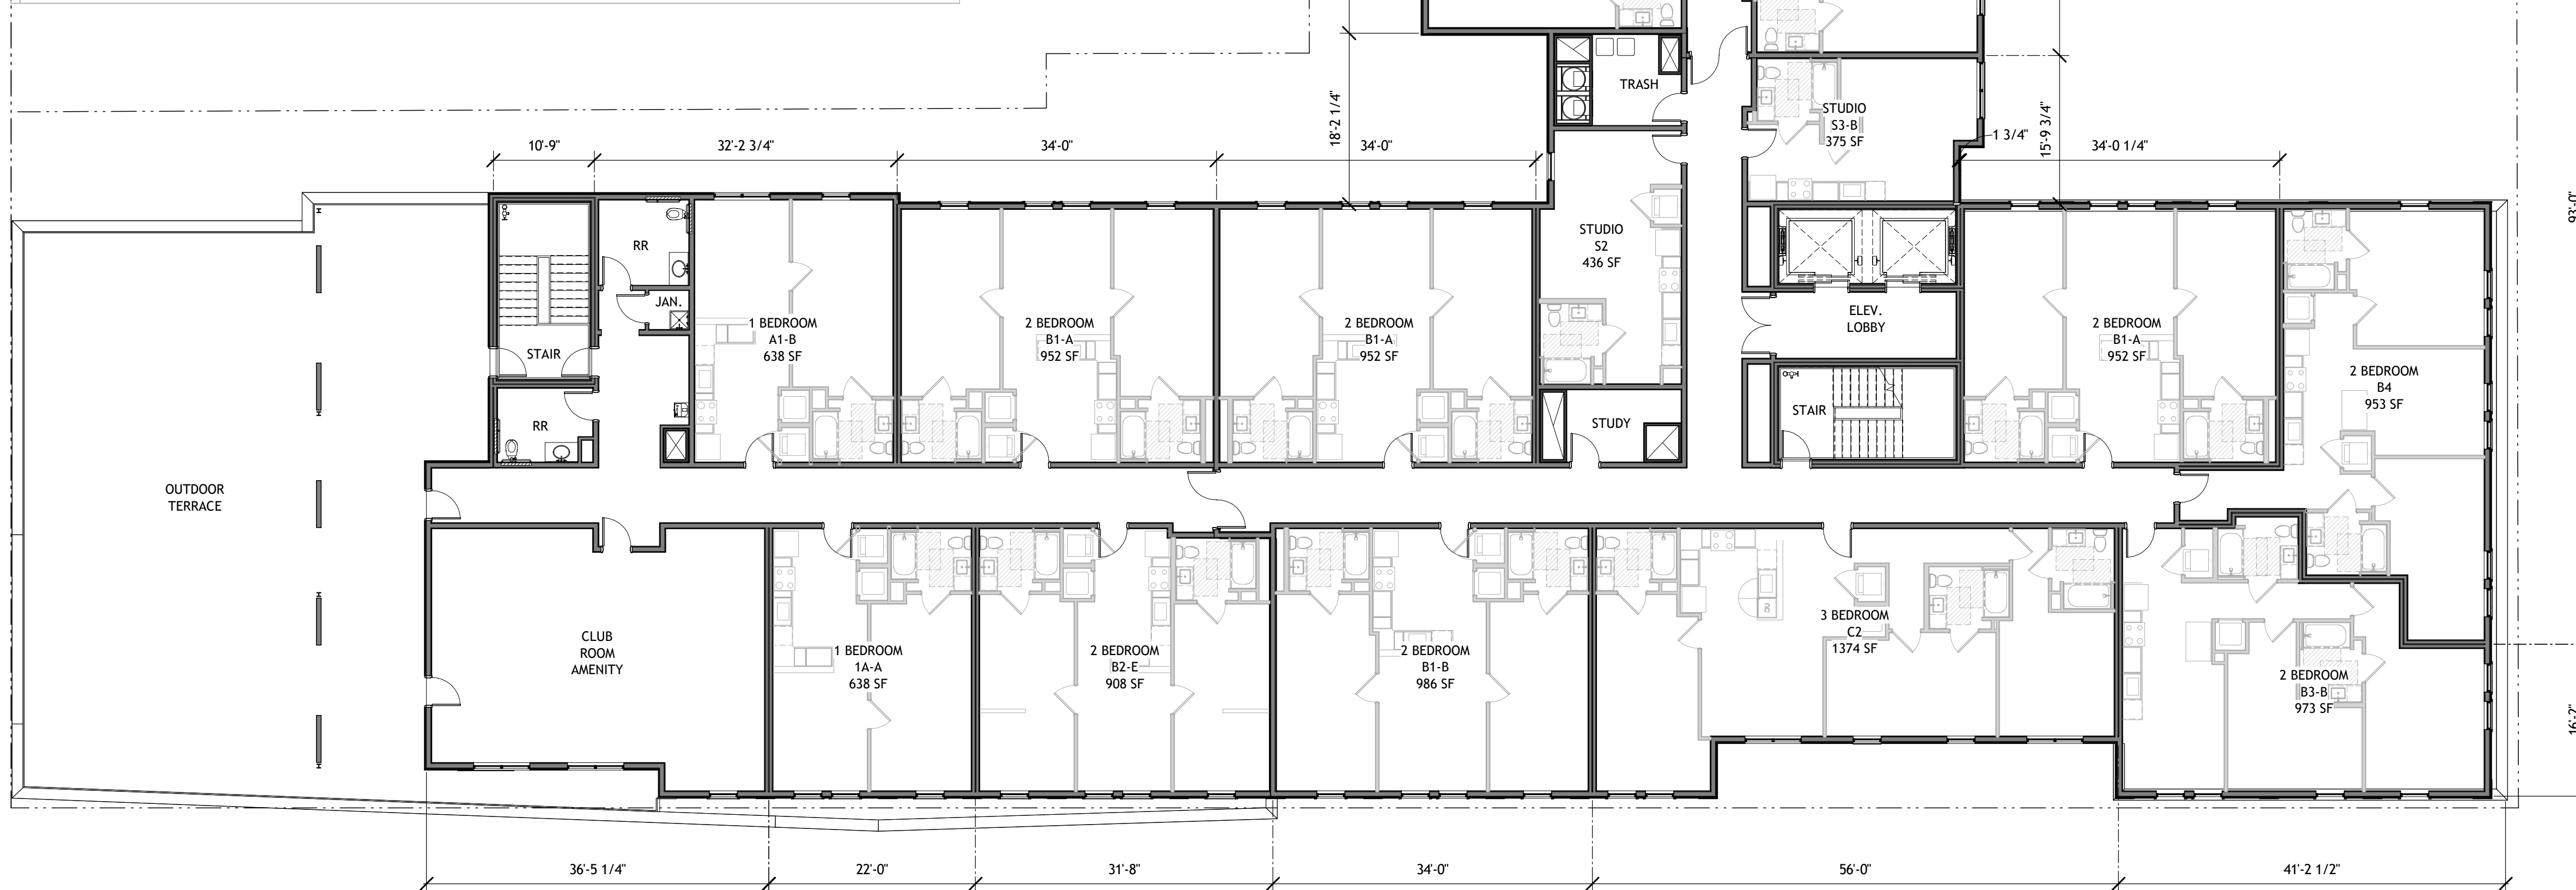 TRASH
18'-2 1/4"
STUDIO
S3-B
375 SF
1 3/4"
15'-9 3/4"
10'-9"
32'-2 3/4"
34'-0"
34'-0"
34'-0 1/4"
93'-0"
RR
JAN.
STAIR
RR
1 BEDROOM
A1-B
638 SF
2 BEDROOM
B1-A
952 SF
2 BEDROOM
B1-A
952 SF
STUDIO
S2
436 SF
STUDY
ELEV.
LOBBY
STAIR
2 BEDROOM
B1-A
952 SF
2 BEDROOM
B4
953 SF
OUTDOOR
TERRACE
CLUB
ROOM
AMENITY
1 BEDROOM
1A-A
638 SF
2 BEDROOM
B2-E
908 SF
2 BEDROOM
B1-B
986 SF
3 BEDROOM
C2
1374 SF
2 BEDROOM
B3-B
973 SF
16'-2"
36'-5 1/4"
22'-0"
31'-8"
34'-0"
56'-0"
41'-2 1/2"